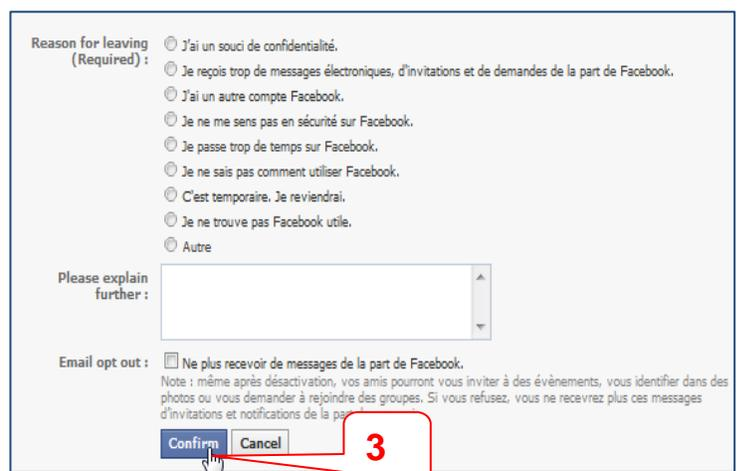 Reason for leaving
(Required) :
J'ai un souci de confidentialité.
Je reçois trop de messages électroniques, d'invitations et de demandes de la part de Facebook.
J'ai un autre compte Facebook.
Je ne me sens pas en sécurité sur Facebook.
Je passe trop de temps sur Facebook.
Je ne sais pas comment utiliser Facebook.
C'est temporaire. Je reviendrai.
Je ne trouve pas Facebook utile.
Autre
Please explain
further :
Email opt out :
Ne plus recevoir de messages de la part de Facebook.
Note : même après désactivation, vos amis pourront vous inviter à des évènements, vous identifier dans des
photos ou vous demander à rejoindre des groupes. Si vous refusez, vous ne recevrez plus ces messages
d'invitations et notifications de la
Confirm
Cancel
3